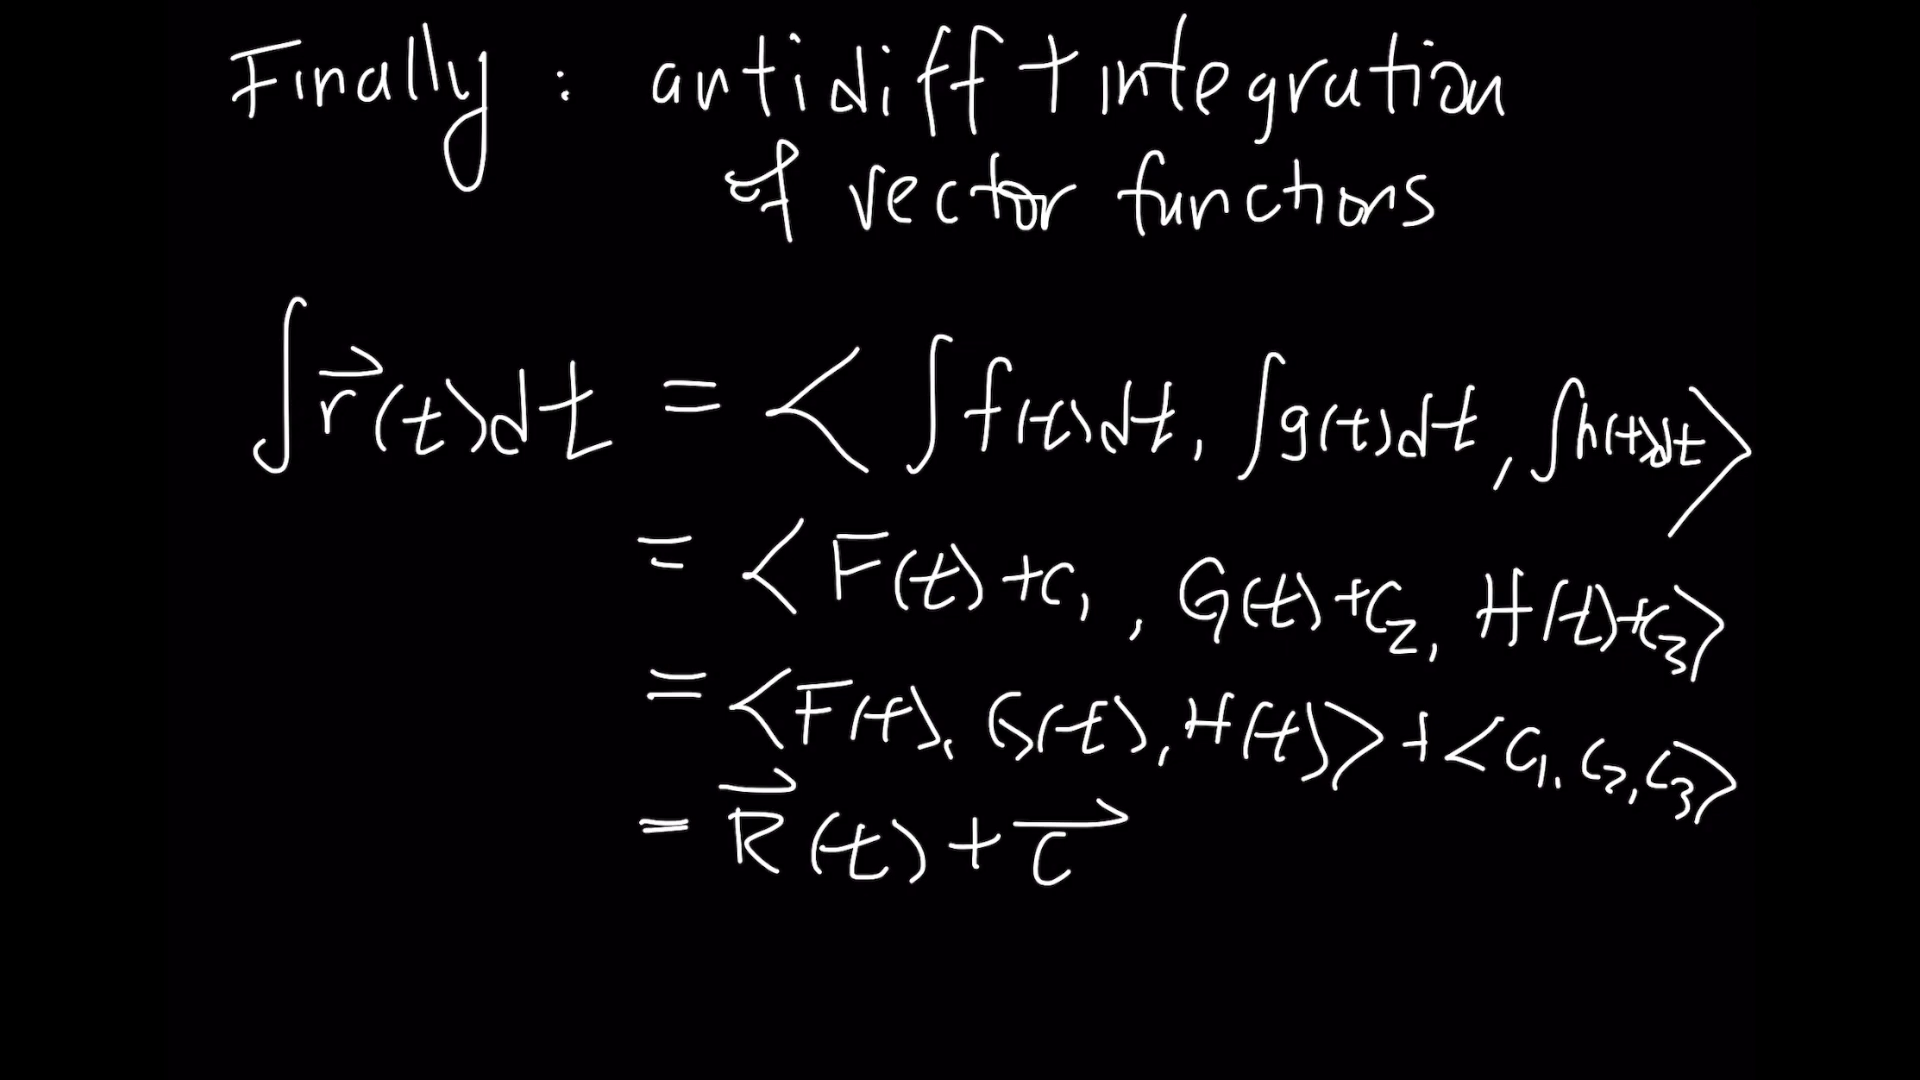 Finally : antidiff + integration
of vector functions
∫r⃗(t)dt = <∫f(t)dt, ∫g(t)dt, ∫h(t)dt>
= <F(t)+c₁, G(t)+c₂, H(t)+c₃>
= <F(t), G(t), H(t)> + <c₁, c₂, c₃>
= R⃗(t) + c⃗